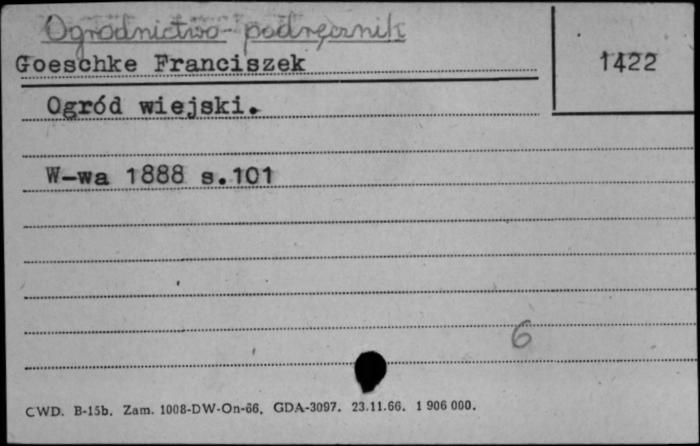 Ogrodnictwo - podręcznik
Goeschke Franciszek
1422
Ogród wiejski.
W-wa 1888 s.101
6
CWD. B-15b. Zam. 1008-DW-On-66. GDA-3097. 23.11.66. 1 906 000.